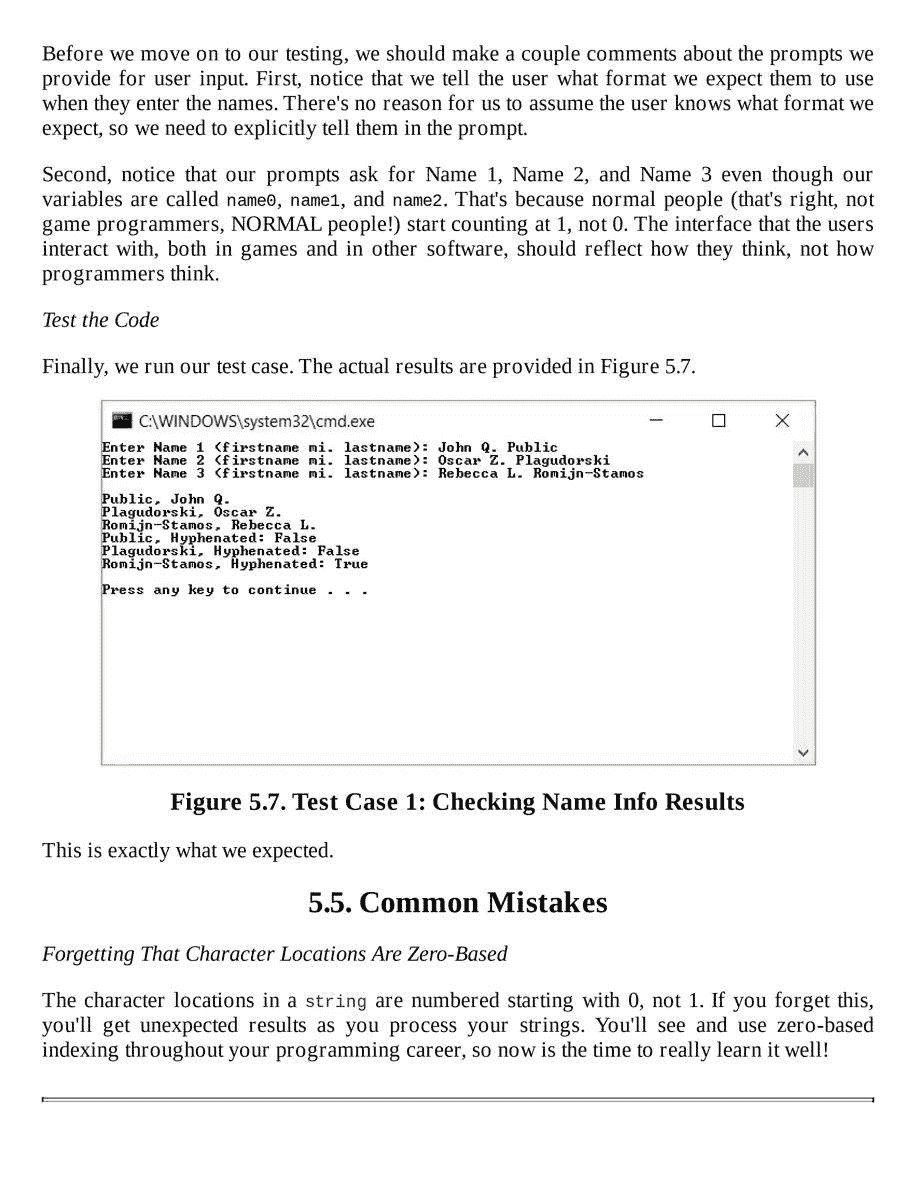 Before we move on to our testing, we should make a couple comments about the prompts we
provide for user input. First, notice that we tell the user what format we expect them to use
when they enter the names. There's no reason for us to assume the user knows what format we
expect, so we need to explicitly tell them in the prompt.
Second, notice that our prompts ask for Name 1, Name 2, and Name 3 even though our
variables are called name0, name1, and name2. That's because normal people (that's right, not
game programmers, NORMAL people!) start counting at 1, not 0. The interface that the users
interact with, both in games and in other software, should reflect how they think, not how
programmers think.
Test the Code
Finally, we run our test case. The actual results are provided in Figure 5.7.
C:\WINDOWS\system32\cmd.exe
Enter Name 1 (firstname mi. lastname): John Q. Public
Enter Name 2 (firstname mi. lastname): Oscar Z. Plagudorski
Enter Name 3 (firstname mi. lastname): Rebecca L. Romijn-Stamos
Public, John Q.
Plagudorski, Oscar Z.
Romijn-Stamos, Rebecca L.
Public, Hyphenated: False
Plagudorski, Hyphenated: False
Romijn-Stamos, Hyphenated: True
Press any key to continue . . .
Figure 5.7. Test Case 1: Checking Name Info Results
This is exactly what we expected.
5.5. Common Mistakes
Forgetting That Character Locations Are Zero-Based
The character locations in a string are numbered starting with 0, not 1. If you forget this,
you'll get unexpected results as you process your strings. You'll see and use zero-based
indexing throughout your programming career, so now is the time to really learn it well!